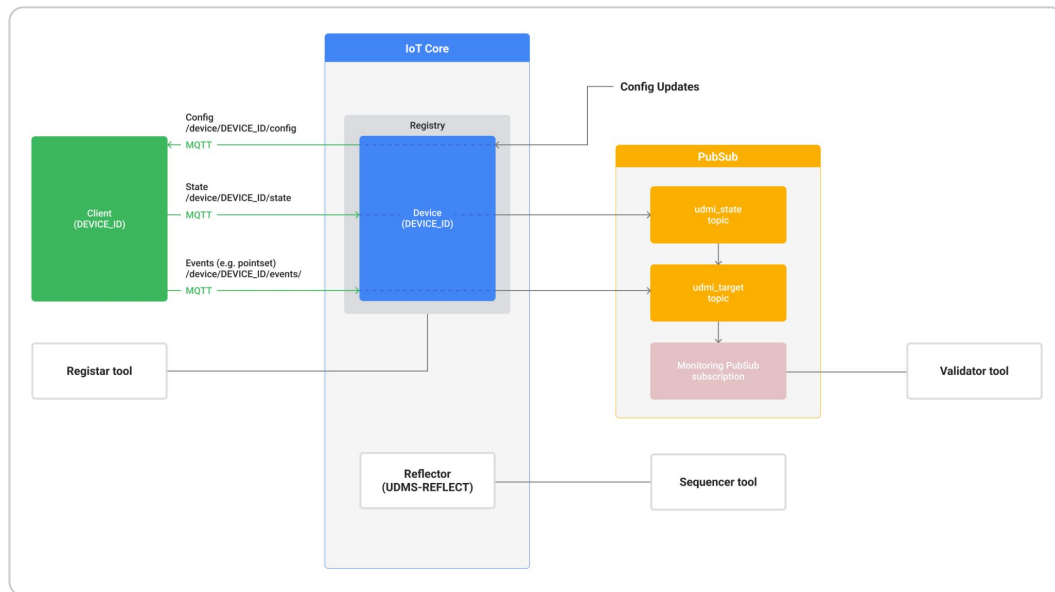 IoT Core
Config Updates
Config
/device/DEVICE_ID/config
MQTT
Registry
PubSub
State
/device/DEVICE_ID/state
MQTT
Client
(DEVICE_ID)
Device
(DEVICE_ID)
udmi_state
topic
Events (e.g. pointset)
/device/DEVICE_ID/events/
MQTT
udmi_target
topic
Registar tool
Monitoring PubSub
subscription
Validator tool
Reflector
(UDMS-REFLECT)
Sequencer tool